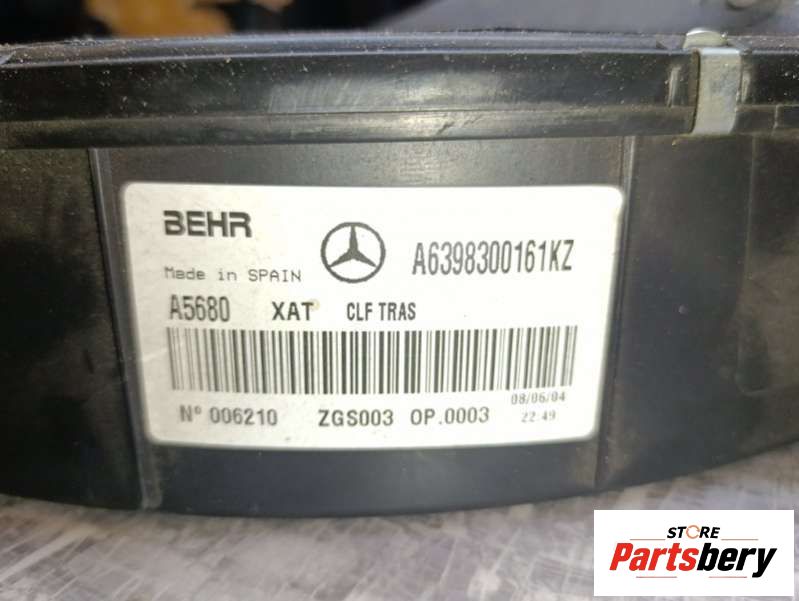 BEHR
A6398300161KZ
Made in SPAIN
A5680 XAT CLF TRAS
08/06/04
Nº 006210 ZGS003 OP.0003 22:49
STORE
Partsbery